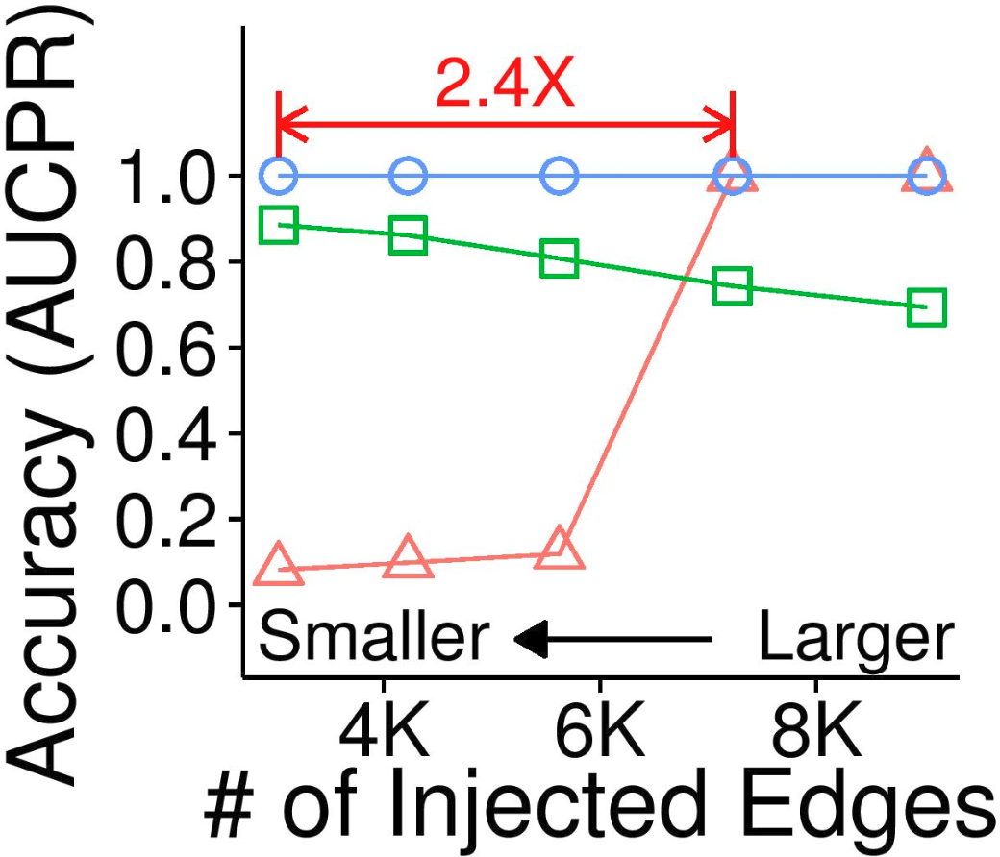 2.4X
Accuracy (AUCPR)
1.0
0.8
0.6
0.4
0.2
0.0
Smaller Larger
4K 6K 8K
# of Injected Edges